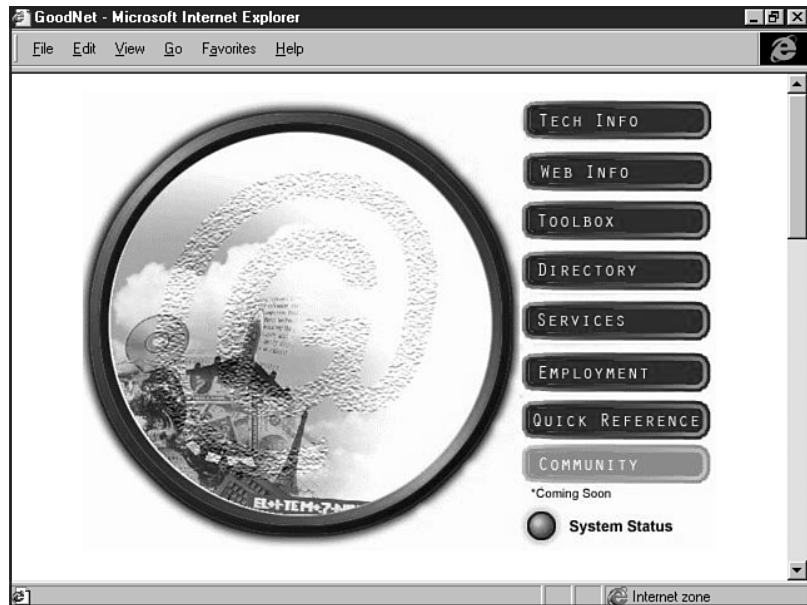 GoodNet - Microsoft Internet Explorer
File Edit View Go Favorites Help
TECH INFO
WEB INFO
TOOLBOX
DIRECTORY
SERVICES
EMPLOYMENT
QUICK REFERENCE
COMMUNITY
*Coming Soon
System Status
Internet zone